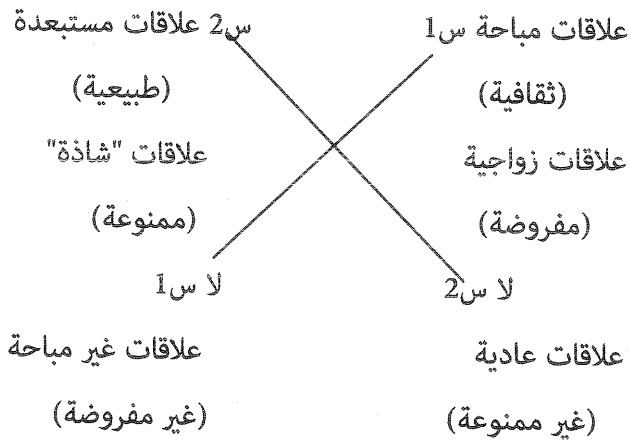 علاقات مباحة س1
س2 علاقات مستبعدة
(ثقافية)
(طبيعية)
علاقات زواجية
علاقات "شاذة"
(مفروضة)
(ممنوعة)
لا س2
لا س1
علاقات عادية
علاقات غير مباحة
(غير ممنوعة)
(غير مفروضة)